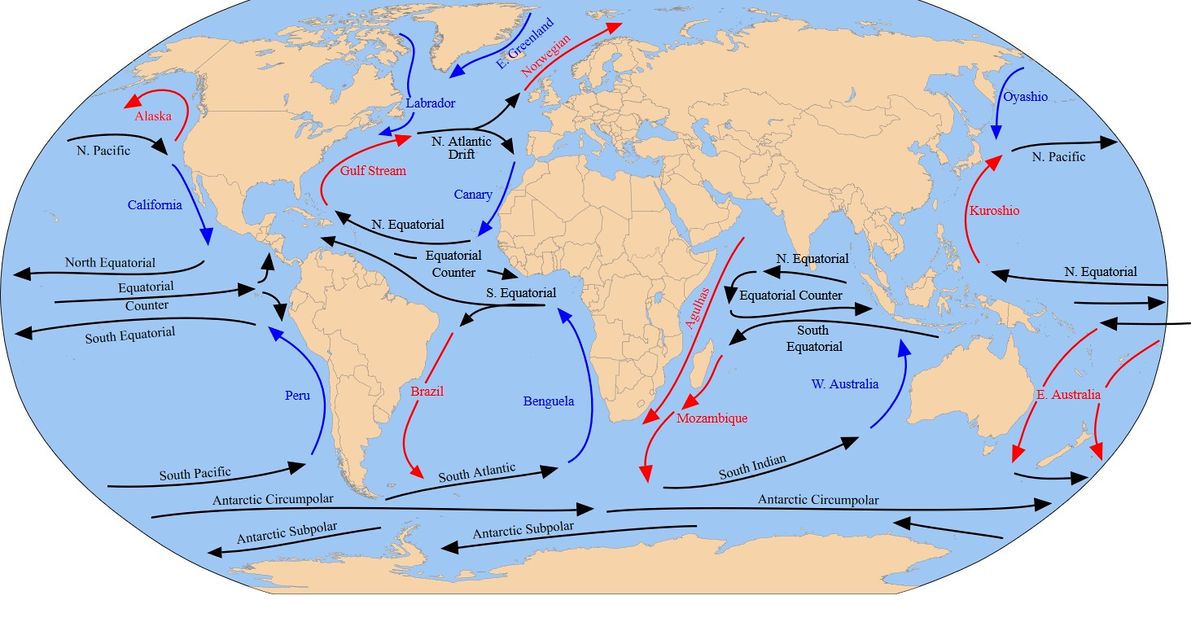 E. Greenland
Norwegian
Labrador
Oyashio
Alaska
N. Pacific
N. Atlantic
Drift
N. Pacific
Gulf Stream
California
Canary
Kuroshio
N. Equatorial
North Equatorial
Equatorial
Counter
N. Equatorial
N. Equatorial
Equatorial
Counter
S. Equatorial
Equatorial Counter
South Equatorial
South
Equatorial
Agulhas
Peru
Brazil
Benguela
W. Australia
E. Australia
Mozambique
South Pacific
South Atlantic
South Indian
Antarctic Circumpolar
Antarctic Circumpolar
Antarctic Subpolar
Antarctic Subpolar